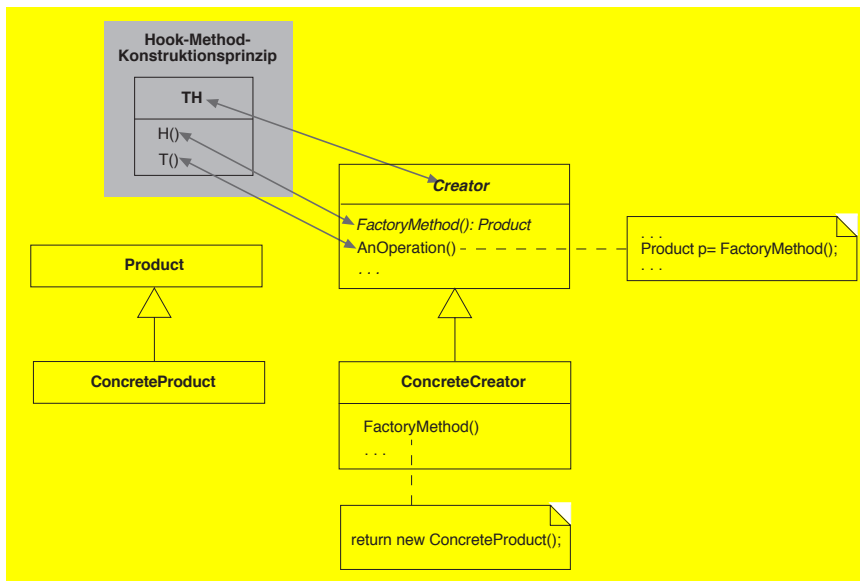 Hook-Method-
Konstruktionsprinzip
TH
H()
T()
Creator
FactoryMethod(): Product
AnOperation()
. . .
. . .
Product p= FactoryMethod();
. . .
Product
ConcreteProduct
ConcreteCreator
FactoryMethod()
. . .
return new ConcreteProduct();